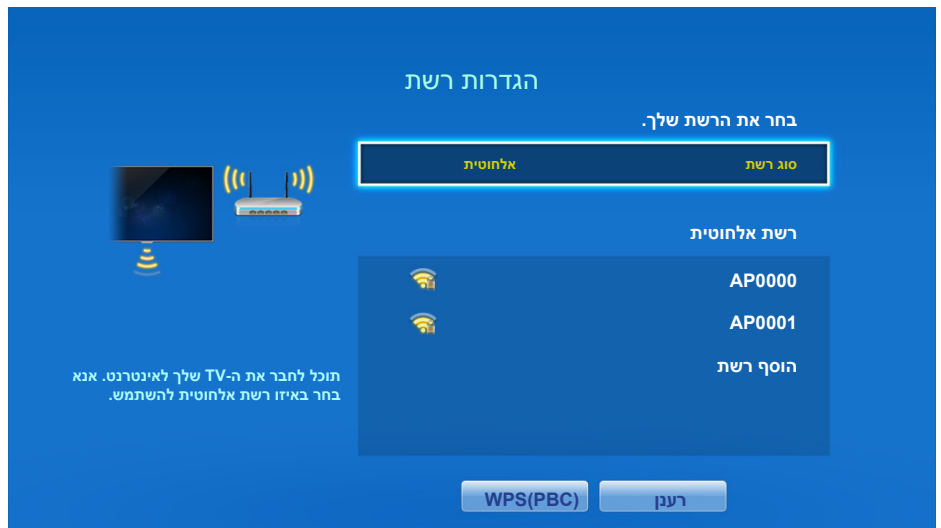 הגדרות רשת
בחר את הרשת שלך.
סוג רשת אלחוטית
רשת אלחוטית
AP0000
AP0001
הוסף רשת
תוכל לחבר את ה-TV שלך לאינטרנט. אנא
בחר באיזו רשת אלחוטית להשתמש.
רענן WPS(PBC)